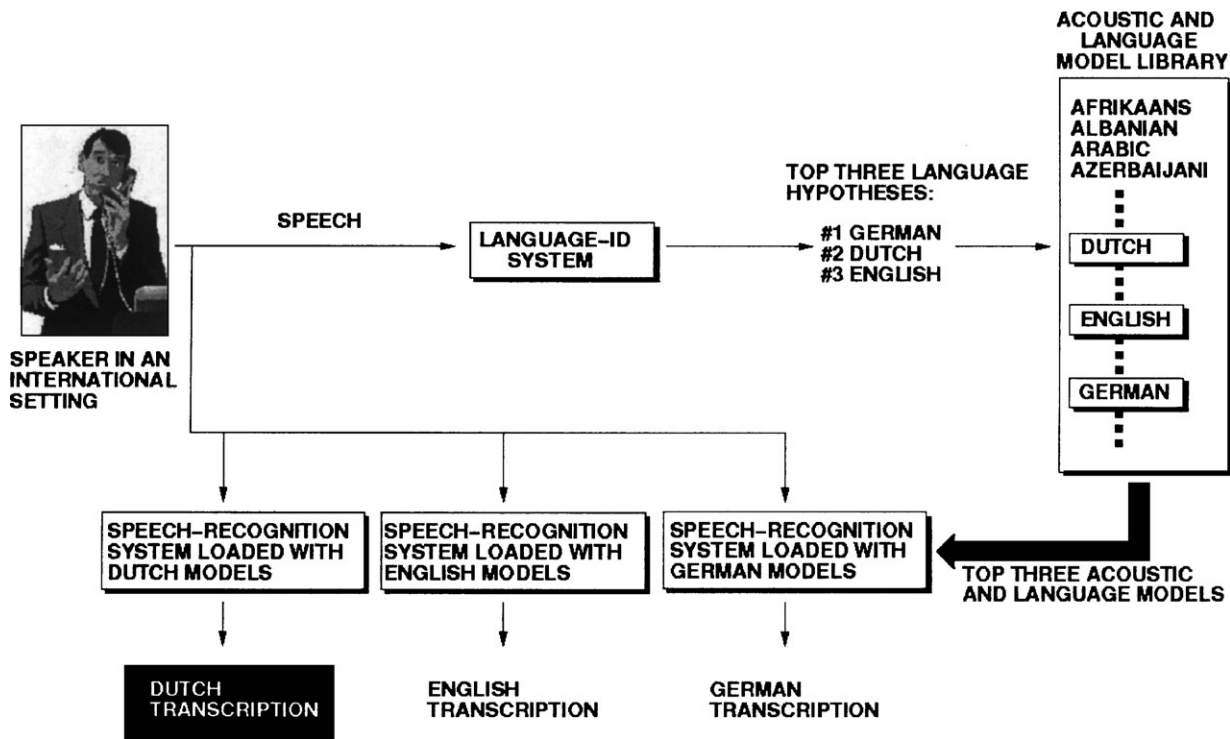 ACOUSTIC AND
LANGUAGE
MODEL LIBRARY
AFRIKAANS
ALBANIAN
ARABIC
AZERBAIJANI
DUTCH
ENGLISH
GERMAN
SPEAKER IN AN
INTERNATIONAL
SETTING
SPEECH
LANGUAGE–ID
SYSTEM
TOP THREE LANGUAGE
HYPOTHESES:
#1 GERMAN
#2 DUTCH
#3 ENGLISH
SPEECH–RECOGNITION
SYSTEM LOADED WITH
DUTCH MODELS
SPEECH–RECOGNITION
SYSTEM LOADED WITH
ENGLISH MODELS
SPEECH–RECOGNITION
SYSTEM LOADED WITH
GERMAN MODELS
TOP THREE ACOUSTIC
AND LANGUAGE MODELS
DUTCH
TRANSCRIPTION
ENGLISH
TRANSCRIPTION
GERMAN
TRANSCRIPTION